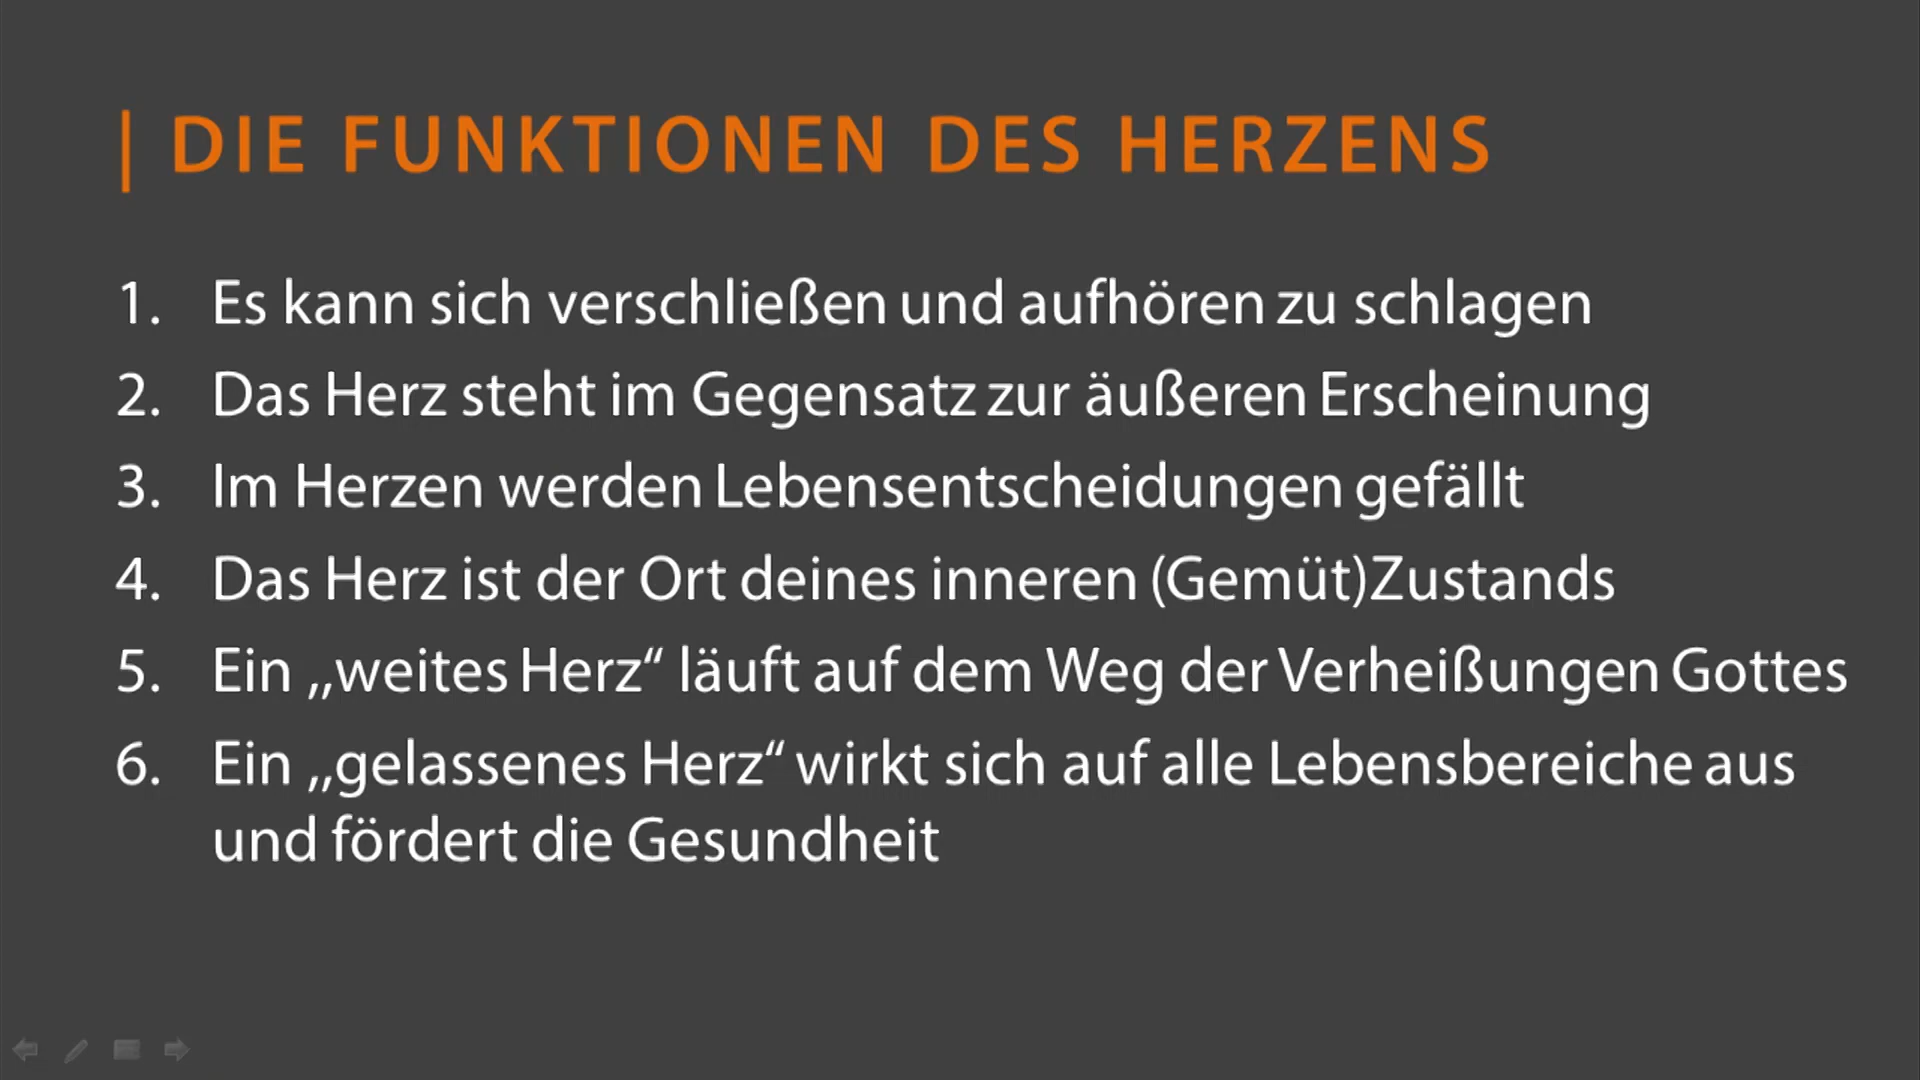 | DIE FUNKTIONEN DES HERZENS
1. Es kann sich verschließen und aufhören zu schlagen
2. Das Herz steht im Gegensatz zur äußeren Erscheinung
3. Im Herzen werden Lebensentscheidungen gefällt
4. Das Herz ist der Ort deines inneren (Gemüt)Zustands
5. Ein ,,weites Herz“ läuft auf dem Weg der Verheißungen Gottes
6. Ein ,,gelassenes Herz“ wirkt sich auf alle Lebensbereiche aus
und fördert die Gesundheit